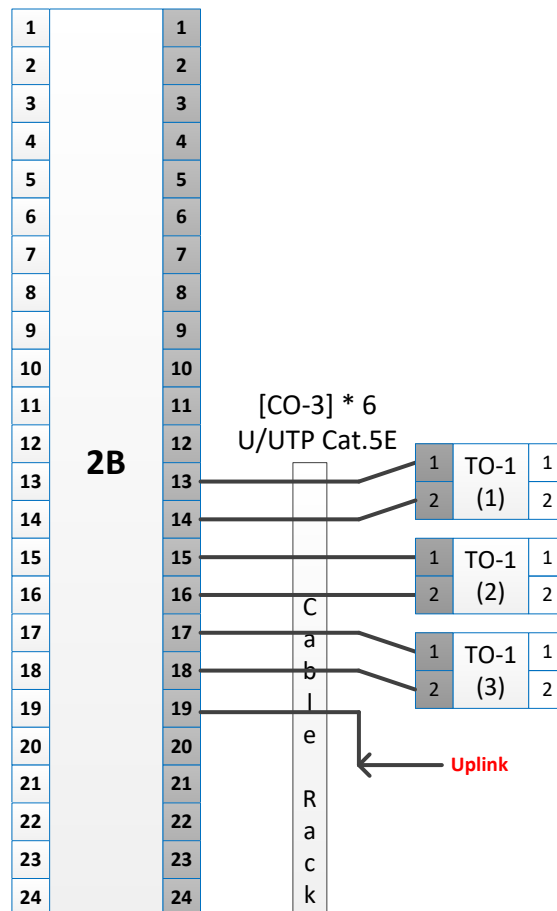 1 1
2 2
3 3
4 4
5 5
6 6
7 7
8 8
9 9
10 10
11 11
12 12
13 13
14 14
15 15
16 16
17 17
18 18
19 19
20 20
21 21
22 22
23 23
24 24
2B
[CO-3] * 6
U/UTP Cat.5E
Cable Rack
1 TO-1 1
2 (1) 2
1 TO-1 1
2 (2) 2
1 TO-1 1
2 (3) 2
Uplink